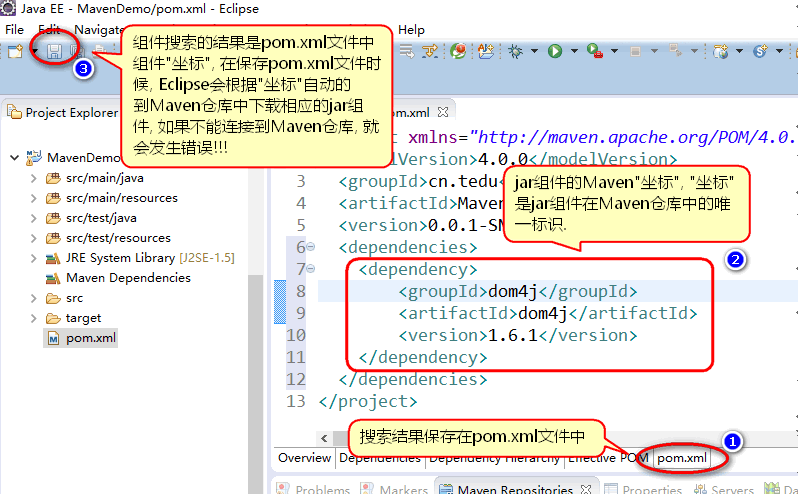 Java EE - MavenDemo/pom.xml - Eclipse
File Edit Navigate
组件搜索的结果是pom.xml文件中
组件"坐标", 在保存pom.xml文件时
候, Eclipse会根据"坐标"自动的
到Maven仓库中下载相应的jar组
件, 如果不能连接到Maven仓库, 就
会发生错误!!!
3
Project Explorer
MavenDemo
src/main/java
src/main/resources
src/test/java
src/test/resources
JRE System Library [J2SE-1.5]
Maven Dependencies
src
target
pom.xml
om.xml
xmlns="http://maven.apache.org/POM/4.0.
lVersion>4.0.0</modelVersion>
3 <groupId>cn.tedu
4 <artifactId>Maven
5 <version>0.0.1-SN
6 <dependencies>
7 <dependency>
8 <groupId>dom4j</groupId>
9 <artifactId>dom4j</artifactId>
10 <version>1.6.1</version>
11 </dependency>
12 </dependencies>
13 </project>
jar组件的Maven"坐标", "坐标"
是jar组件在Maven仓库中的唯
一标识.
2
搜索结果保存在pom.xml文件中
1
Overview Dependencies Dependency Hierarchy Effective POM pom.xml
Problems Markers Maven Repositories Properties Servers Da